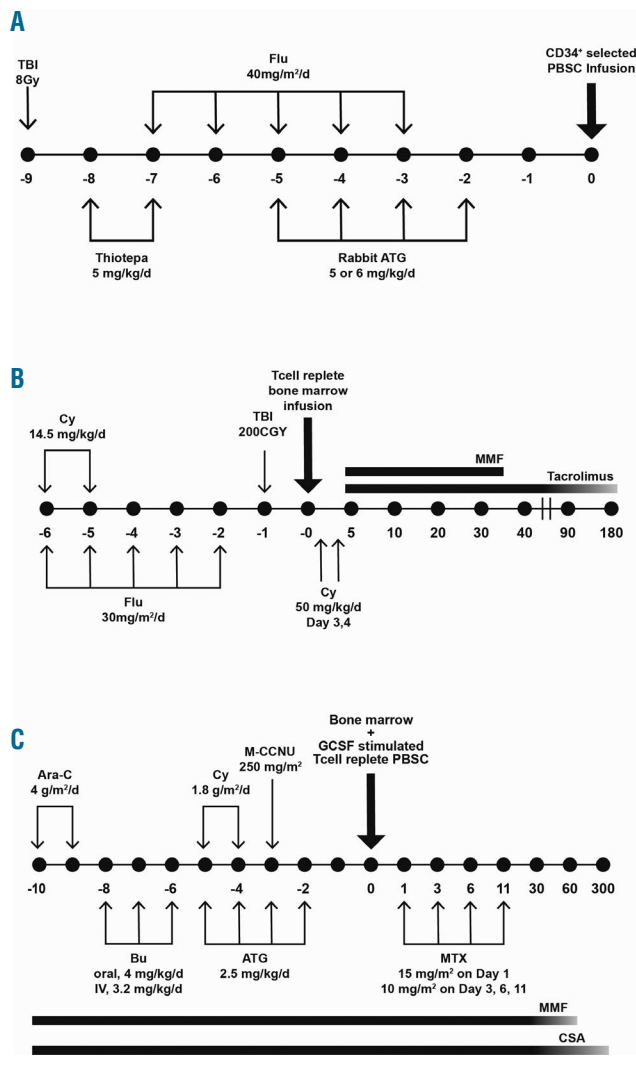 A
TBI
8Gy
Flu
40mg/m²/d
CD34⁺ selected
PBSC Infusion
-9 -8 -7 -6 -5 -4 -3 -2 -1 0
Thiotepa
5 mg/kg/d
Rabbit ATG
5 or 6 mg/kg/d
B
Cy
14.5 mg/kg/d
TBI
200CGY
Tcell replete
bone marrow
infusion
MMF
Tacrolimus
-6 -5 -4 -3 -2 -1 -0 5 10 20 30 40 90 180
Flu
30mg/m²/d
Cy
50 mg/kg/d
Day 3,4
C
Ara-C
4 g/m²/d
Cy
1.8 g/m²/d
M-CCNU
250 mg/m²
Bone marrow
+
GCSF stimulated
Tcell replete PBSC
-10 -8 -6 -4 -2 0 1 3 6 11 30 60 300
Bu
oral, 4 mg/kg/d
IV, 3.2 mg/kg/d
ATG
2.5 mg/kg/d
MTX
15 mg/m² on Day 1
10 mg/m² on Day 3, 6, 11
MMF
CSA